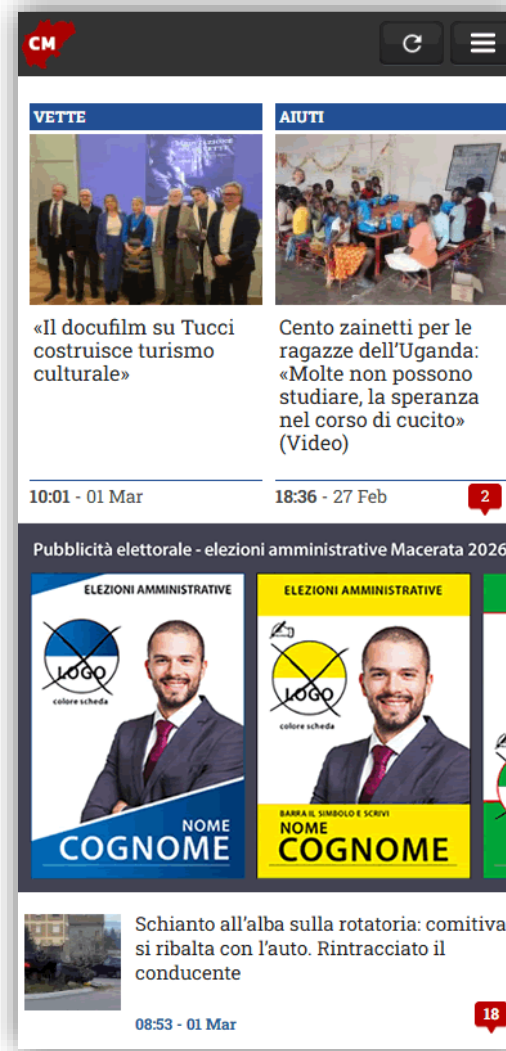 CM
VETTE
«Il docufilm su Tucci
costruisce turismo
culturale»
10:01 - 01 Mar
AIUTI
Cento zainetti per le
ragazze dell’Uganda:
«Molte non possono
studiare, la speranza
nel corso di cucito»
(Video)
18:36 - 27 Feb
2
Pubblicità elettorale - elezioni amministrative Macerata 2026
ELEZIONI AMMINISTRATIVE
LOGO
colore scheda
NOME
COGNOME
ELEZIONI AMMINISTRATIVE
LOGO
colore scheda
BARRA IL SIMBOLO E SCRIVI
NOME
COGNOME
Schianto all’alba sulla rotatoria: comitiva
si ribalta con l’auto. Rintracciato il
conducente
08:53 - 01 Mar
18